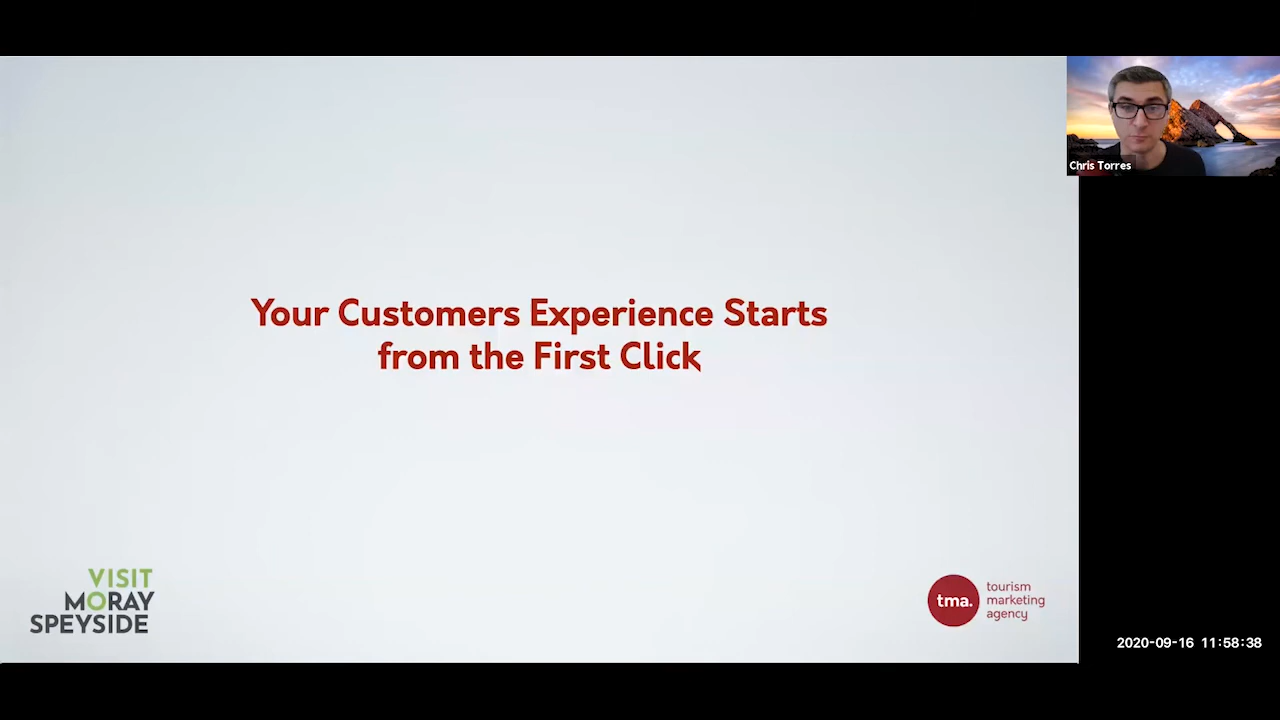 Chris Torres
Your Customers Experience Starts
from the First Click
VISIT
MORAY
SPEYSIDE
tma.
tourism
marketing
agency
2020-09-16 11:58:38